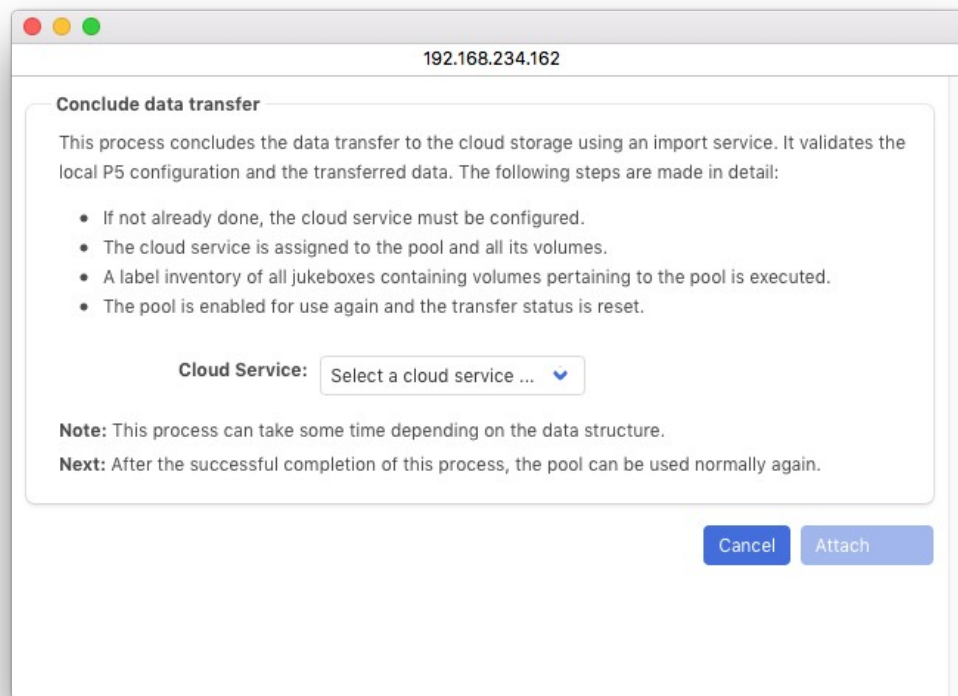 192.168.234.162
Conclude data transfer
This process concludes the data transfer to the cloud storage using an import service. It validates the
local P5 configuration and the transferred data. The following steps are made in detail:
• If not already done, the cloud service must be configured.
• The cloud service is assigned to the pool and all its volumes.
• A label inventory of all jukeboxes containing volumes pertaining to the pool is executed.
• The pool is enabled for use again and the transfer status is reset.
Cloud Service: Select a cloud service ...
Note: This process can take some time depending on the data structure.
Next: After the successful completion of this process, the pool can be used normally again.
Cancel Attach